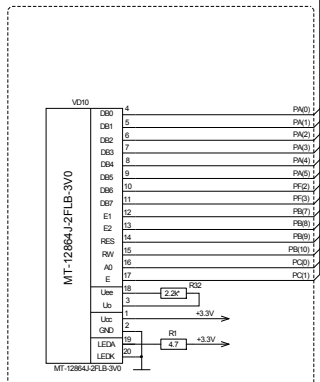 VD10
MT-12864J-2FLB-3V0
DB0 4 PA(0)
DB1 5 PA(1)
DB2 6 PA(2)
DB3 7 PA(3)
DB4 8 PA(4)
DB5 9 PA(5)
DB6 10 PF(2)
DB7 11 PF(3)
E1 12 PB(7)
E2 13 PB(8)
RES 14 PB(9)
RW 15 PB(10)
A0 16 PC(0)
E 17 PC(1)
Uee 18 2.2k* R32
Uo 3
Ucc 1 +3.3V
GND 2
R1
LEDA 19 4.7 +3.3V
LEDK 20
MT-12864J-2FLB-3V0